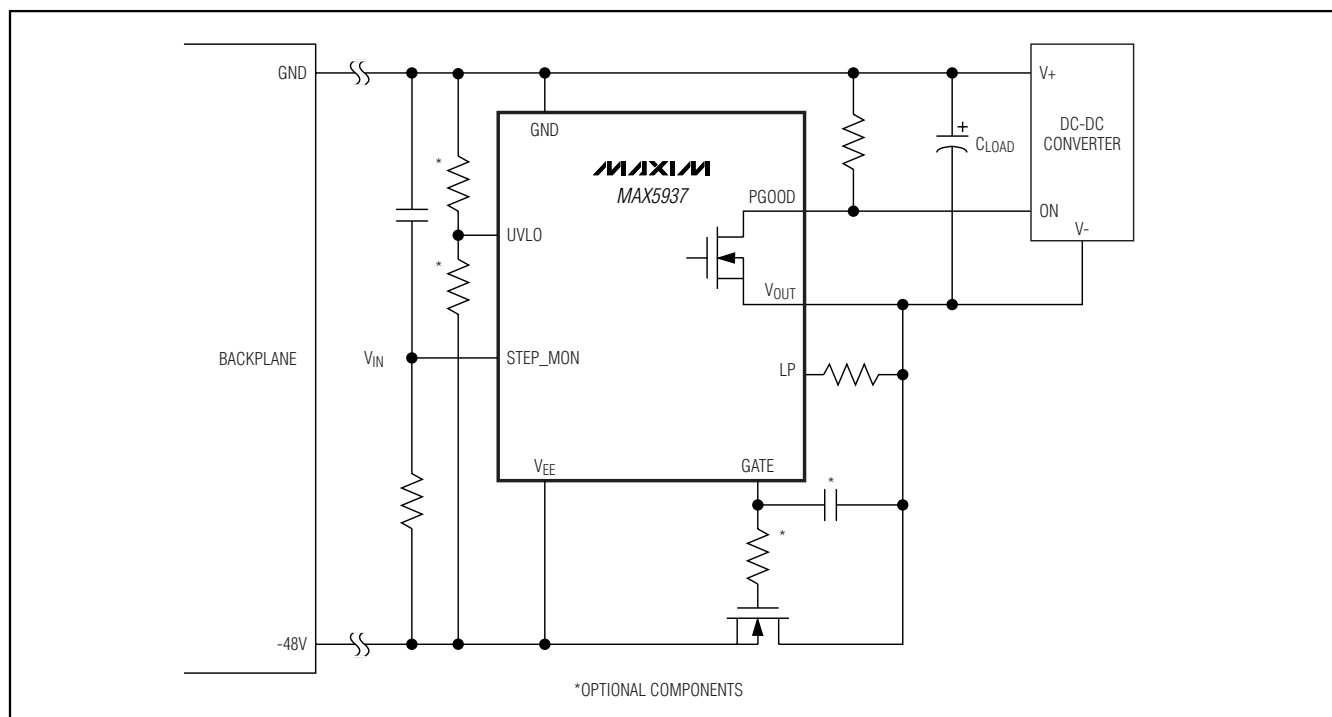 GND
V+
GND
DC-DC
CONVERTER
+
CLOAD
*
MAXIM
MAX5937
PGOOD
ON
V-
UVLO
*
VOUT
BACKPLANE
VIN
STEP_MON
LP
VEE
GATE
*
*
-48V
*OPTIONAL COMPONENTS